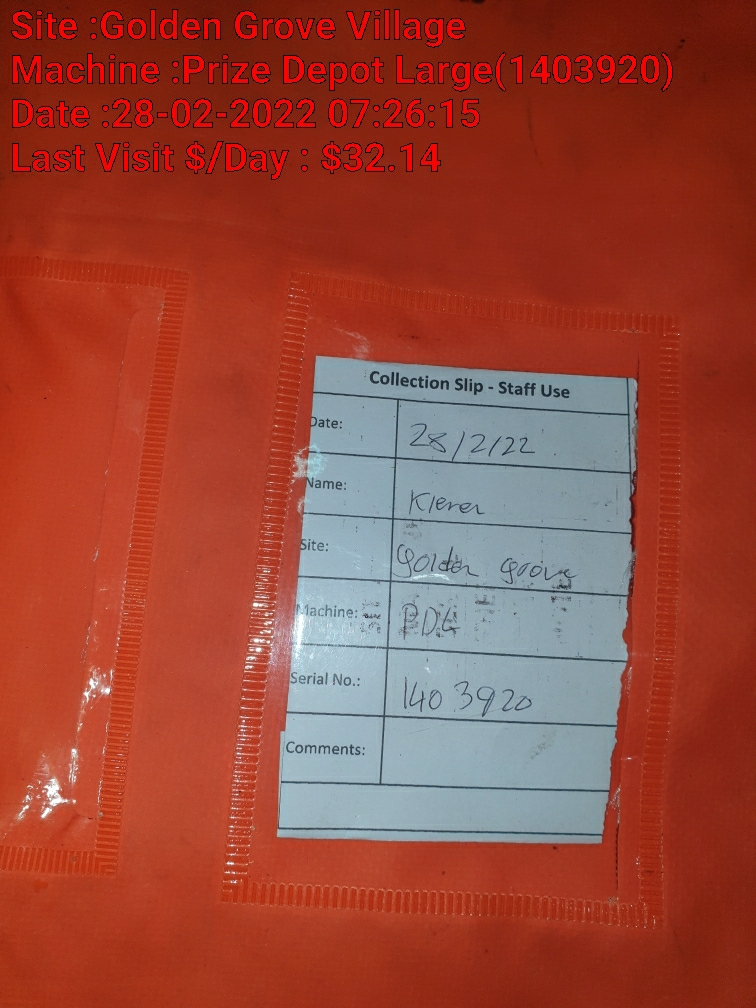 Site :Golden Grove Village
Machine :Prize Depot Large(1403920)
Date :28-02-2022 07:26:15
Last Visit $/Day : $32.14
Collection Slip - Staff Use
Date: 28/2/22
Name: Kieren
Site: Golden Grove
Machine: PDL
Serial No.: 1403920
Comments: